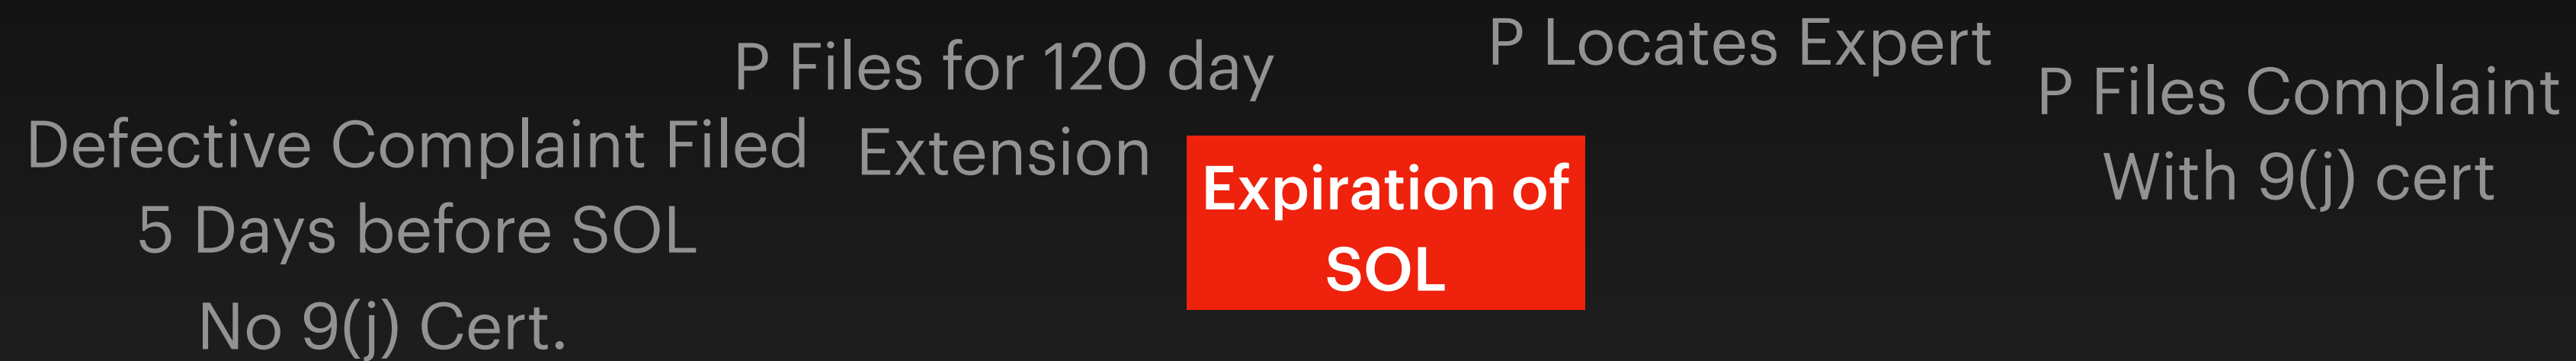 Defective Complaint Filed
5 Days before SOL
No 9(j) Cert.
P Files for 120 day
Extension
Expiration of
SOL
P Locates Expert
P Files Complaint
With 9(j) cert